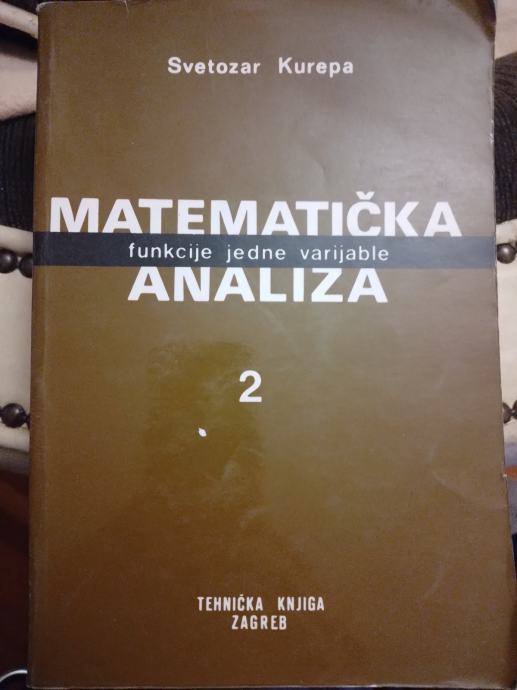 Svetozar Kurepa
MATEMATIČKA
funkcije jedne varijable
ANALIZA
2
TEHNIČKA KNJIGA
ZAGREB